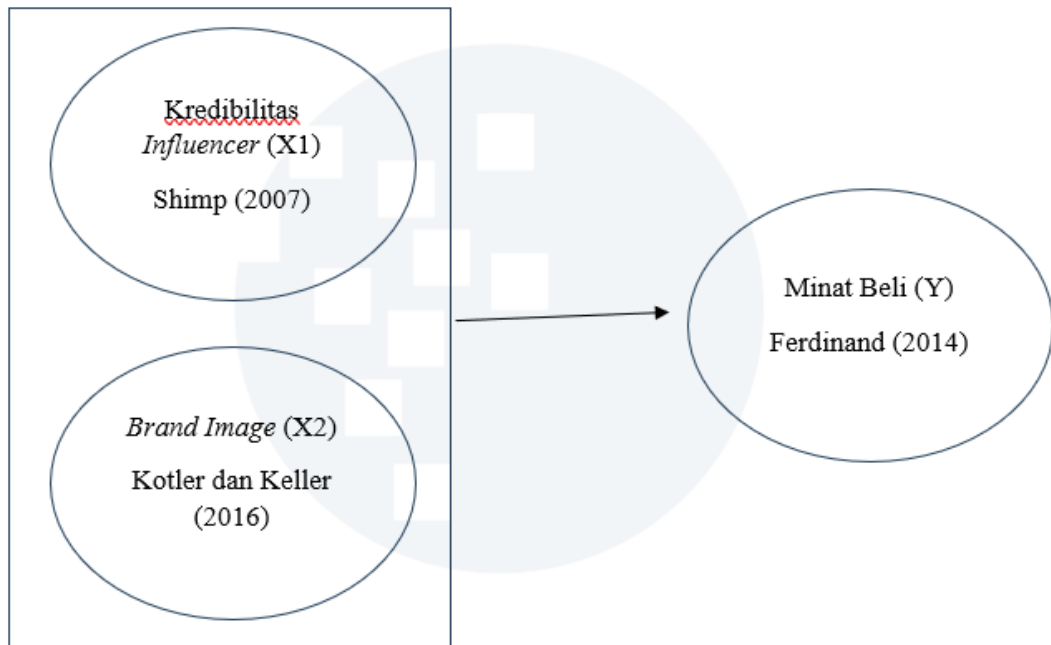 Kredibilitas
Influencer (X1)
Shimp (2007)
Brand Image (X2)
Kotler dan Keller
(2016)
Minat Beli (Y)
Ferdinand (2014)